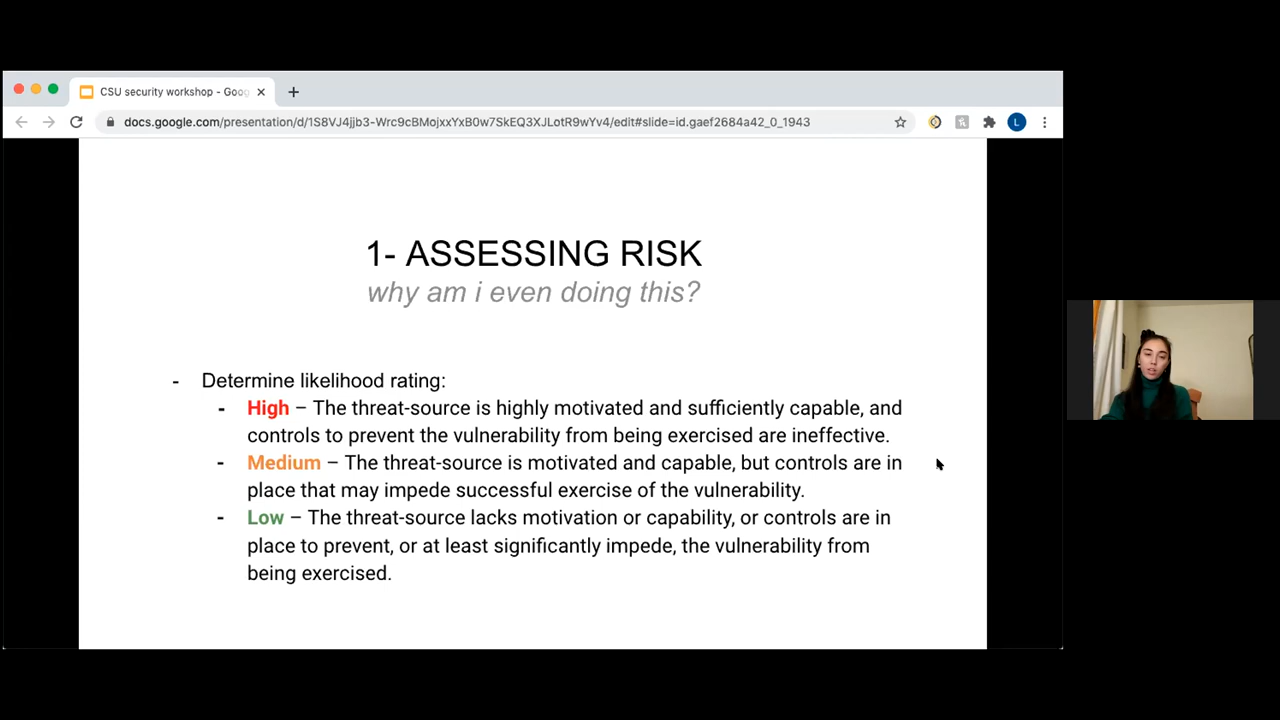 CSU security workshop - Goog
docs.google.com/presentation/d/1S8VJ4jjb3-Wrc9cBMojxxYxB0w7SkEQ3XJLotR9wYv4/edit#slide=id.gaef2684a42_0_1943
L
1- ASSESSING RISK
why am i even doing this?
- Determine likelihood rating:
- High – The threat-source is highly motivated and sufficiently capable, and
controls to prevent the vulnerability from being exercised are ineffective.
- Medium – The threat-source is motivated and capable, but controls are in
place that may impede successful exercise of the vulnerability.
- Low – The threat-source lacks motivation or capability, or controls are in
place to prevent, or at least significantly impede, the vulnerability from
being exercised.